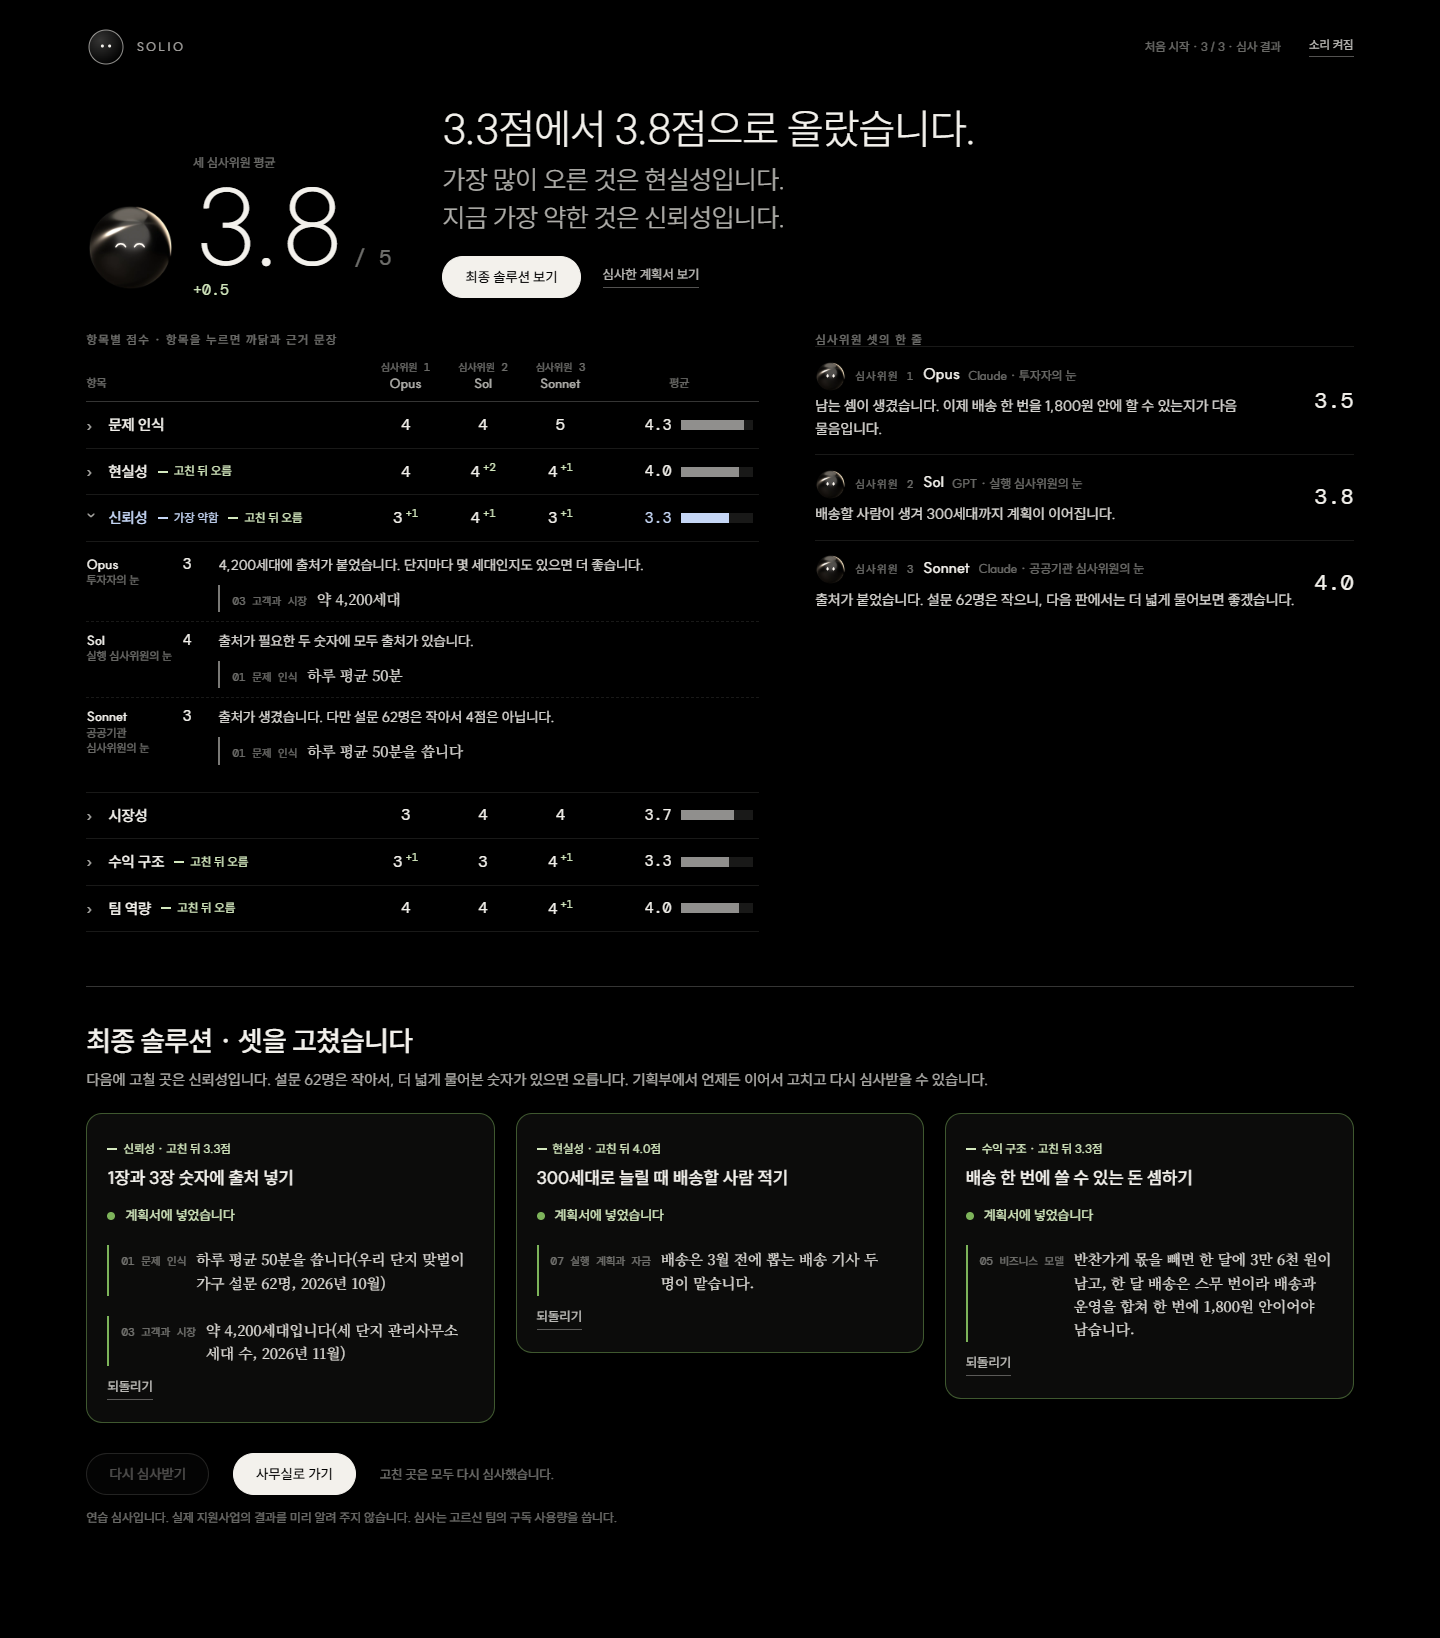 SOLIO
처음 시작 · 3 / 3 · 심사 결과
소리 켜짐
세 심사위원 평균
3.8 / 5
+0.5
3.3점에서 3.8점으로 올랐습니다.
가장 많이 오른 것은 현실성입니다.
지금 가장 약한 것은 신뢰성입니다.
최종 솔루션 보기
심사한 계획서 보기
항목별 점수 · 항목을 누르면 까닭과 근거 문장
심사위원 1 심사위원 2 심사위원 3
항목 Opus Sol Sonnet 평균
문제 인식 4 4 5 4.3
현실성 고친 뒤 오름 4 4 +2 4 +1 4.0
신뢰성 가장 약함 고친 뒤 오름 3 +1 4 +1 3 +1 3.3
Opus 3 4,200세대에 출처가 붙었습니다. 단지마다 몇 세대인지도 있으면 더 좋습니다.
투자자의 눈
03 고객과 시장 약 4,200세대
Sol 4 출처가 필요한 두 숫자에 모두 출처가 있습니다.
실행 심사위원의 눈
01 문제 인식 하루 평균 50분
Sonnet 3 출처가 생겼습니다. 다만 설문 62명은 작아서 4점은 아닙니다.
공공기관
심사위원의 눈
01 문제 인식 하루 평균 50분을 씁니다
시장성 3 4 4 3.7
수익 구조 고친 뒤 오름 3 +1 3 4 +1 3.3
팀 역량 고친 뒤 오름 4 4 4 +1 4.0
심사위원 셋의 한 줄
심사위원 1 Opus Claude · 투자자의 눈
남는 셈이 생겼습니다. 이제 배송 한 번을 1,800원 안에 할 수 있는지가 다음
물음입니다.
3.5
심사위원 2 Sol GPT · 실행 심사위원의 눈
배송할 사람이 생겨 300세대까지 계획이 이어집니다.
3.8
심사위원 3 Sonnet Claude · 공공기관 심사위원의 눈
출처가 붙었습니다. 설문 62명은 작으니, 다음 판에서는 더 넓게 물어보면 좋겠습니다.
4.0
최종 솔루션 · 셋을 고쳤습니다
다음에 고칠 곳은 신뢰성입니다. 설문 62명은 작아서, 더 넓게 물어본 숫자가 있으면 오릅니다. 기획부에서 언제든 이어서 고치고 다시 심사받을 수 있습니다.
신뢰성 · 고친 뒤 3.3점
1장과 3장 숫자에 출처 넣기
계획서에 넣었습니다
01 문제 인식 하루 평균 50분을 씁니다(우리 단지 맞벌이
가구 설문 62명, 2026년 10월)
03 고객과 시장 약 4,200세대입니다(세 단지 관리사무소
세대 수, 2026년 11월)
되돌리기
현실성 · 고친 뒤 4.0점
300세대로 늘릴 때 배송할 사람 적기
계획서에 넣었습니다
07 실행 계획과 자금 배송은 3월 전에 뽑는 배송 기사 두
명이 맡습니다.
되돌리기
수익 구조 · 고친 뒤 3.3점
배송 한 번에 쓸 수 있는 돈 셈하기
계획서에 넣었습니다
05 비즈니스 모델 반찬가게 몫을 빼면 한 달에 3만 6천 원이
남고, 한 달 배송은 스무 번이라 배송과
운영을 합쳐 한 번에 1,800원 안이어야
남습니다.
되돌리기
다시 심사받기
사무실로 가기
고친 곳은 모두 다시 심사했습니다.
연습 심사입니다. 실제 지원사업의 결과를 미리 알려 주지 않습니다. 심사는 고르신 팀의 구독 사용량을 씁니다.